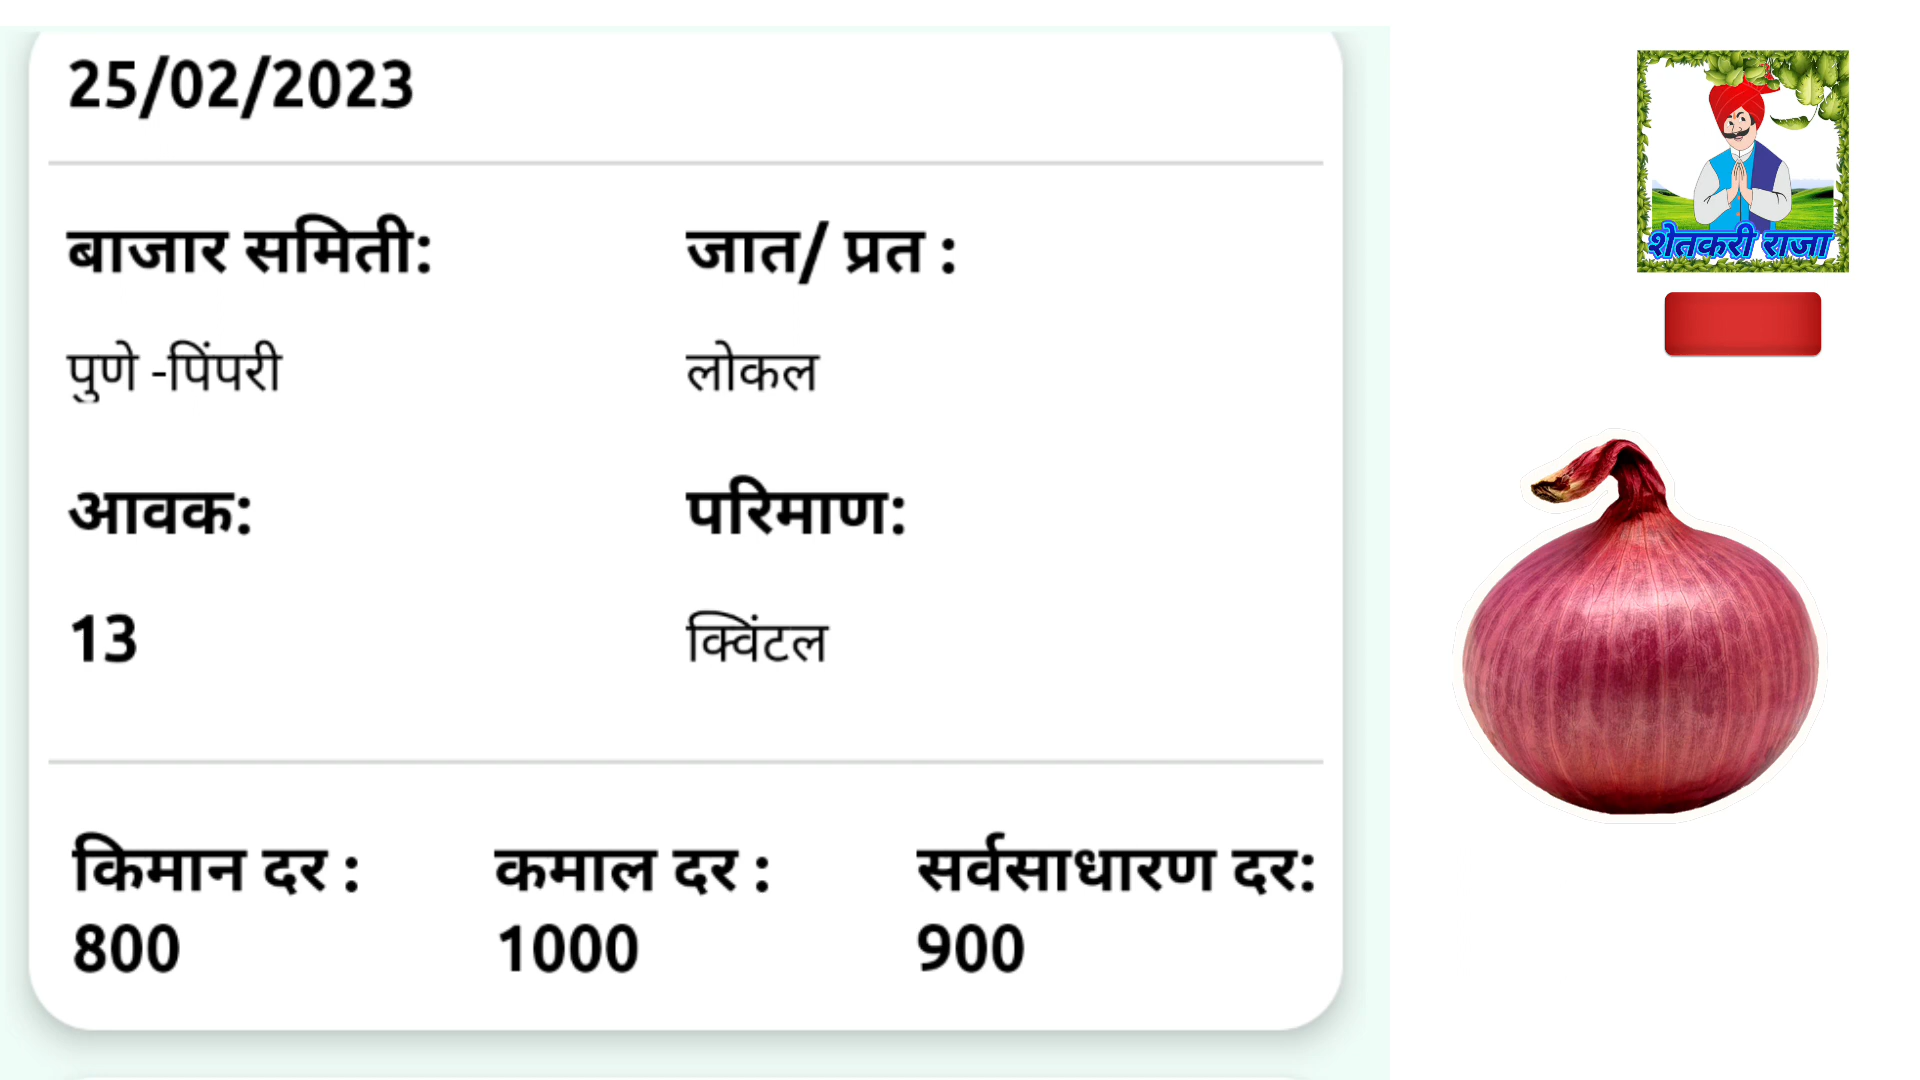 25/02/2023
बाजार समिती: जात/ प्रत :
पुणे -पिंपरी लोकल
आवक: परिमाण:
13 क्विंटल
किमान दर : कमाल दर : सर्वसाधारण दर:
800 1000 900
शेतकरी राजा